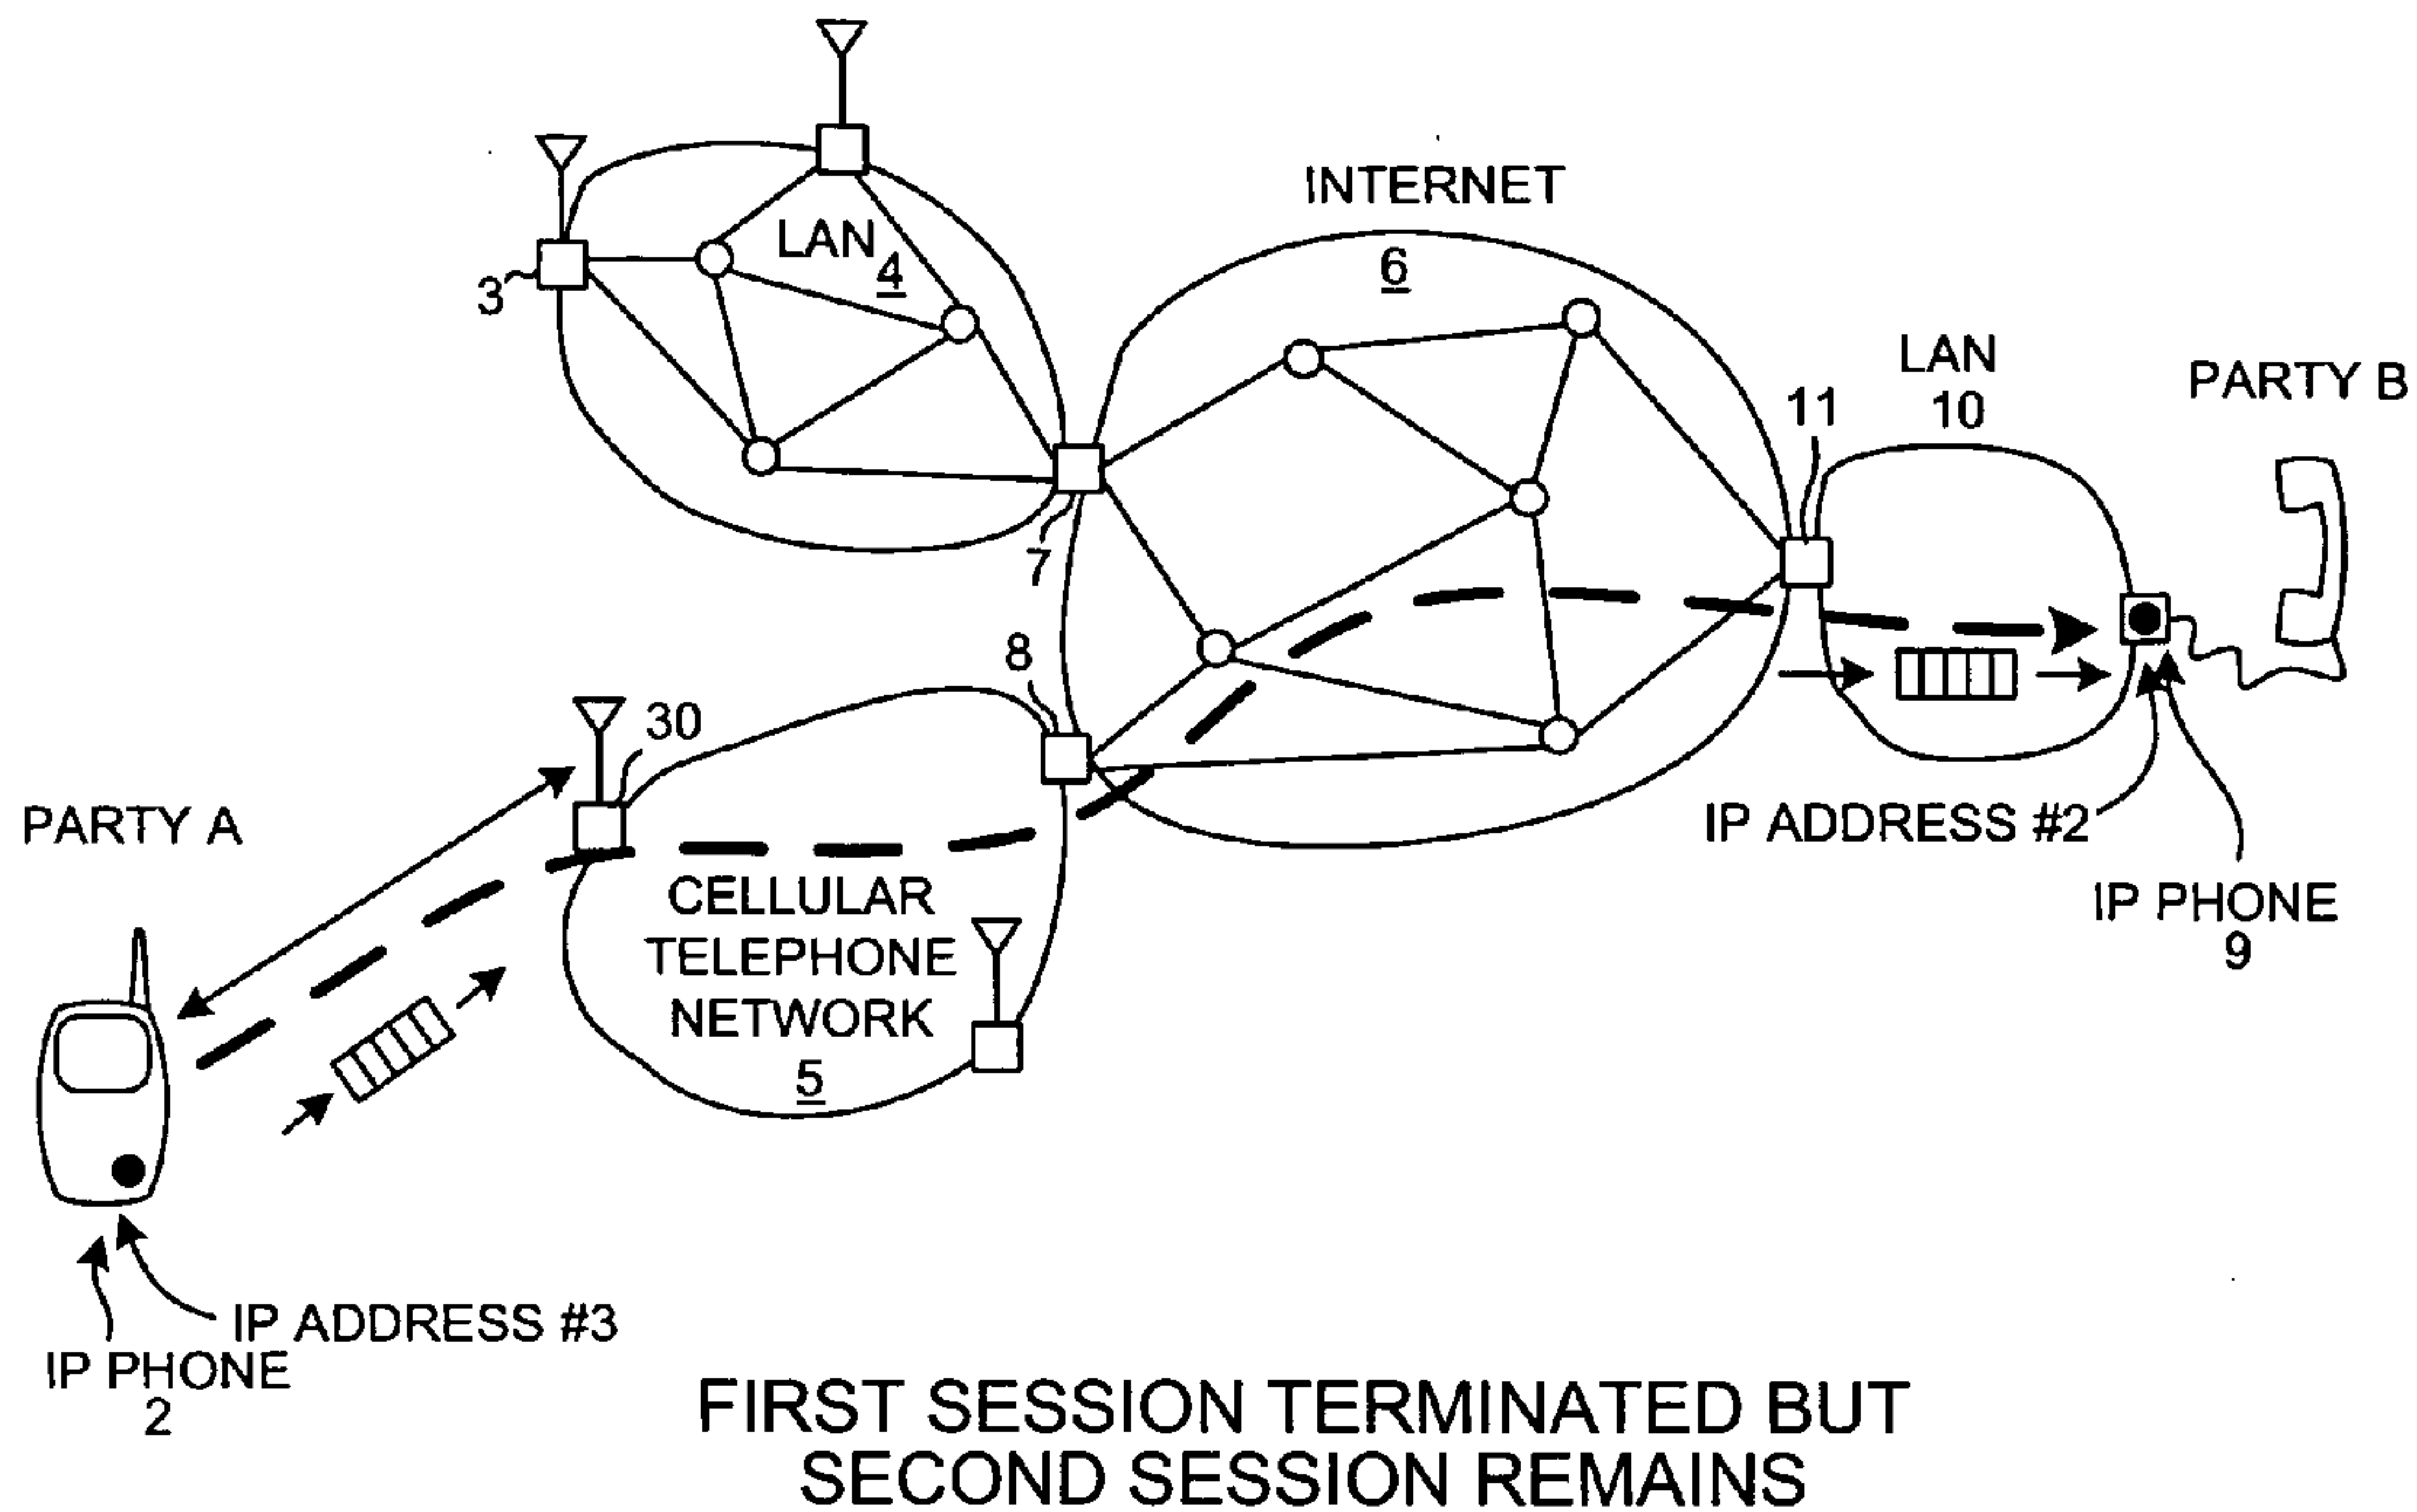 INTERNET
6
LAN
4
3
LAN
10
11
PARTY B
7
8
30
PARTY A
IP ADDRESS #2
CELLULAR
TELEPHONE
NETWORK
5
IP PHONE
9
IP ADDRESS #3
IP PHONE
2
FIRST SESSION TERMINATED BUT
SECOND SESSION REMAINS